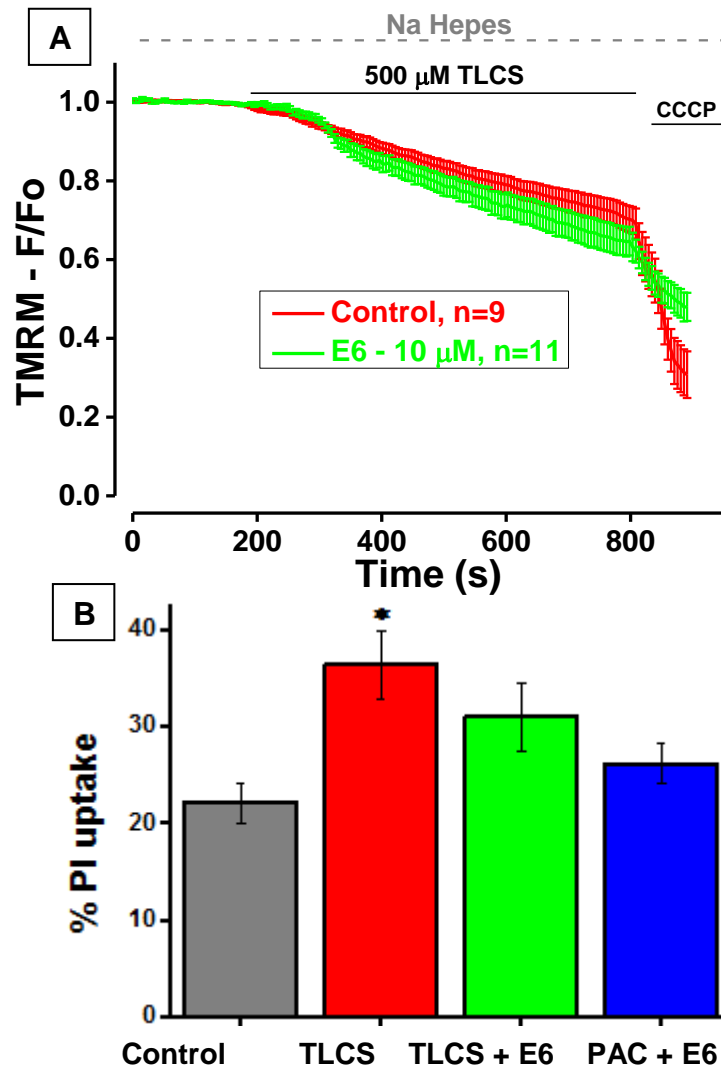 A
Na Hepes
500 µM TLCS
CCCP
1.0
0.8
0.6
0.4
0.2
0.0
TMRM - F/Fo
Control, n=9
E6 - 10 µM, n=11
0 200 400 600 800
Time (s)
B
*
40
30
20
10
0
% PI uptake
Control TLCS TLCS + E6 PAC + E6